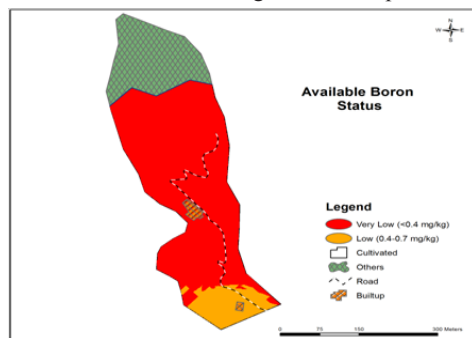 N
W E
S
Available Boron
Status
Legend
Very Low (<0.4 mg/kg)
Low (0.4-0.7 mg/kg)
Cultivated
Others
Road
Builtup
0 75 150 300 Meters